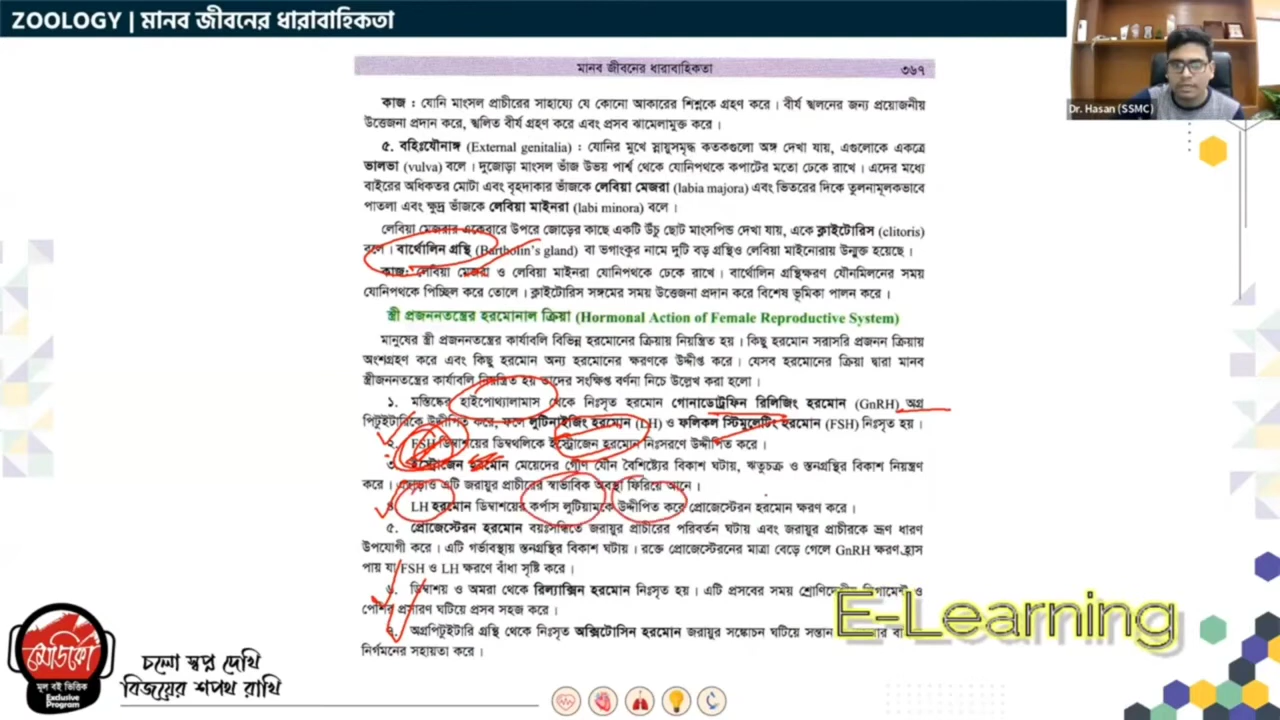 ZOOLOGY | মানব জীবনের ধারাবাহিকতা
Dr. Hasan (SSMC)
মানব জীবনের ধারাবাহিকতা ৩৬৭
কাজ : যোনি মাংসল প্রাচীরের সাহায্যে যে কোনো আকারের শিশ্নকে গ্রহণ করে। বীর্য স্খলনের জন্য প্রয়োজনীয়
উত্তেজনা প্রদান করে, স্খলিত বীর্য গ্রহণ করে এবং প্রসব ঝামেলামুক্ত করে।
৫. বহিঃযৌনাঙ্গ (External genitalia) : যোনির মুখে স্নায়ুসমৃদ্ধ কতকগুলো অঙ্গ দেখা যায়, এগুলোকে একত্রে
ভালভা (vulva) বলে। দুজোড়া মাংসল ভাঁজ উভয় পার্শ্ব থেকে যোনিপথকে কপাটের মতো ঢেকে রাখে। এদের মধ্যে
বাইরের অধিকতর মোটা এবং বৃহদাকার ভাঁজকে লেবিয়া মেজরা (labia majora) এবং ভিতরের দিকে তুলনামূলকভাবে
পাতলা এবং ক্ষুদ্র ভাঁজকে লেবিয়া মাইনরা (labi minora) বলে।
লেবিয়া মেজরার একেবারে উপরে জোড়ের কাছে একটি উঁচু ছোট মাংসপিন্ড দেখা যায়, একে ক্লাইটোরিস (clitoris)
বলে। বার্থোলিন গ্রন্থি (Bartholin's gland) বা ভগাংকুর নামে দুটি বড় গ্রন্থিও লেবিয়া মাইনোরায় উন্মুক্ত হয়েছে।
কাজ: লেবিয়া মেজরা ও লেবিয়া মাইনরা যোনিপথকে ঢেকে রাখে। বার্থোলিন গ্রন্থিক্ষরণ যৌনমিলনের সময়
যোনিপথকে পিচ্ছিল করে তোলে। ক্লাইটোরিস সঙ্গমের সময় উত্তেজনা প্রদান করে বিশেষ ভূমিকা পালন করে।
স্ত্রী প্রজননতন্ত্রের হরমোনাল ক্রিয়া (Hormonal Action of Female Reproductive System)
মানুষের স্ত্রী প্রজননতন্ত্রের কার্যাবলি বিভিন্ন হরমোনের ক্রিয়ায় নিয়ন্ত্রিত হয়। কিছু হরমোন সরাসরি প্রজনন ক্রিয়ায়
অংশগ্রহণ করে এবং কিছু হরমোন অন্য হরমোনের ক্ষরণকে উদ্দীপ্ত করে। যেসব হরমোনের ক্রিয়া দ্বারা মানব
স্ত্রীজননতন্ত্রের কার্যাবলি নিয়ন্ত্রিত হয় তাদের সংক্ষিপ্ত বর্ণনা নিচে উল্লেখ করা হলো।
১. মস্তিষ্কের হাইপোথ্যালামাস থেকে নিঃসৃত হরমোন গোনাডোট্রফিন রিলিজিং হরমোন (GnRH) অগ্র
পিটুইটারিকে উদ্দীপিত করে, ফলে লুটিনাইজিং হরমোন (LH) ও ফলিকল স্টিমুলেটিং হরমোন (FSH) নিঃসৃত হয়।
২. FSH ডিম্বাশয়ের ডিম্বথলিকে ইস্ট্রোজেন হরমোন নিঃসরণে উদ্দীপিত করে।
৩. ইস্ট্রোজেন হরমোন মেয়েদের গৌণ যৌন বৈশিষ্ট্যের বিকাশ ঘটায়, ঋতুচক্র ও স্তনগ্রন্থির বিকাশ নিয়ন্ত্রণ
করে। এছাড়াও এটি জরায়ুর প্রাচীরের স্বাভাবিক অবস্থা ফিরিয়ে আনে।
LH হরমোন ডিম্বাশয়ের কর্পাস লুটিয়ামকে উদ্দীপিত করে প্রোজেস্টেরন হরমোন ক্ষরণ করে।
৫. প্রোজেস্টেরন হরমোন বয়ঃসন্ধিতে জরায়ুর প্রাচীরের পরিবর্তন ঘটায় এবং জরায়ুর প্রাচীরকে ভ্রূণ ধারণ
উপযোগী করে। এটি গর্ভাবস্থায় স্তনগ্রন্থির বিকাশ ঘটায়। রক্তে প্রোজেস্টেরনের মাত্রা বেড়ে গেলে GnRH ক্ষরণ হ্রাস
পায় যা FSH ও LH ক্ষরণে বাঁধা সৃষ্টি করে।
৬. ডিম্বাশয় ও অমরা থেকে রিল্যাক্সিন হরমোন নিঃসৃত হয়। এটি প্রসবের সময় ও
পেশির প্রসারণ ঘটিয়ে প্রসব সহজ করে।
অগ্রপিটুইটারি গ্রন্থি থেকে নিঃসৃত অক্সিটোসিন হরমোন জরায়ুর সঙ্কোচন ঘটিয়ে সন্তান
নির্গমনের সহায়তা করে।
E-Learning
মূল বই ভিত্তিক
Exclusive
Program
চলো স্বপ্ন দেখি
বিজয়ের শপথ রাখি